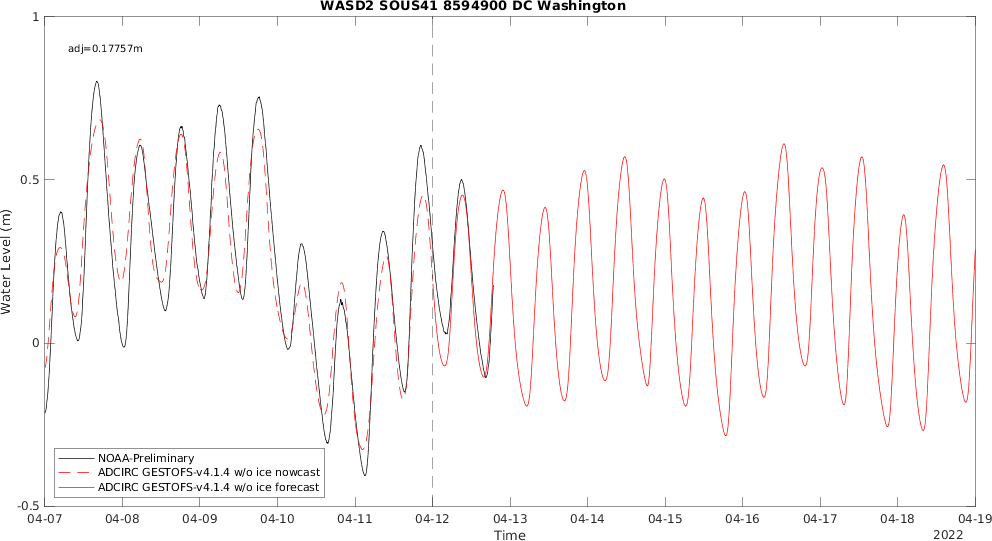 WASD2 SOUS41 8594900 DC Washington
adj=0.17757m
1
0.5
0
-0.5
Water Level (m)
NOAA-Preliminary
ADCIRC GESTOFS-v4.1.4 w/o ice nowcast
ADCIRC GESTOFS-v4.1.4 w/o ice forecast
04-07 04-08 04-09 04-10 04-11 04-12 04-13 04-14 04-15 04-16 04-17 04-18 04-19
Time
2022